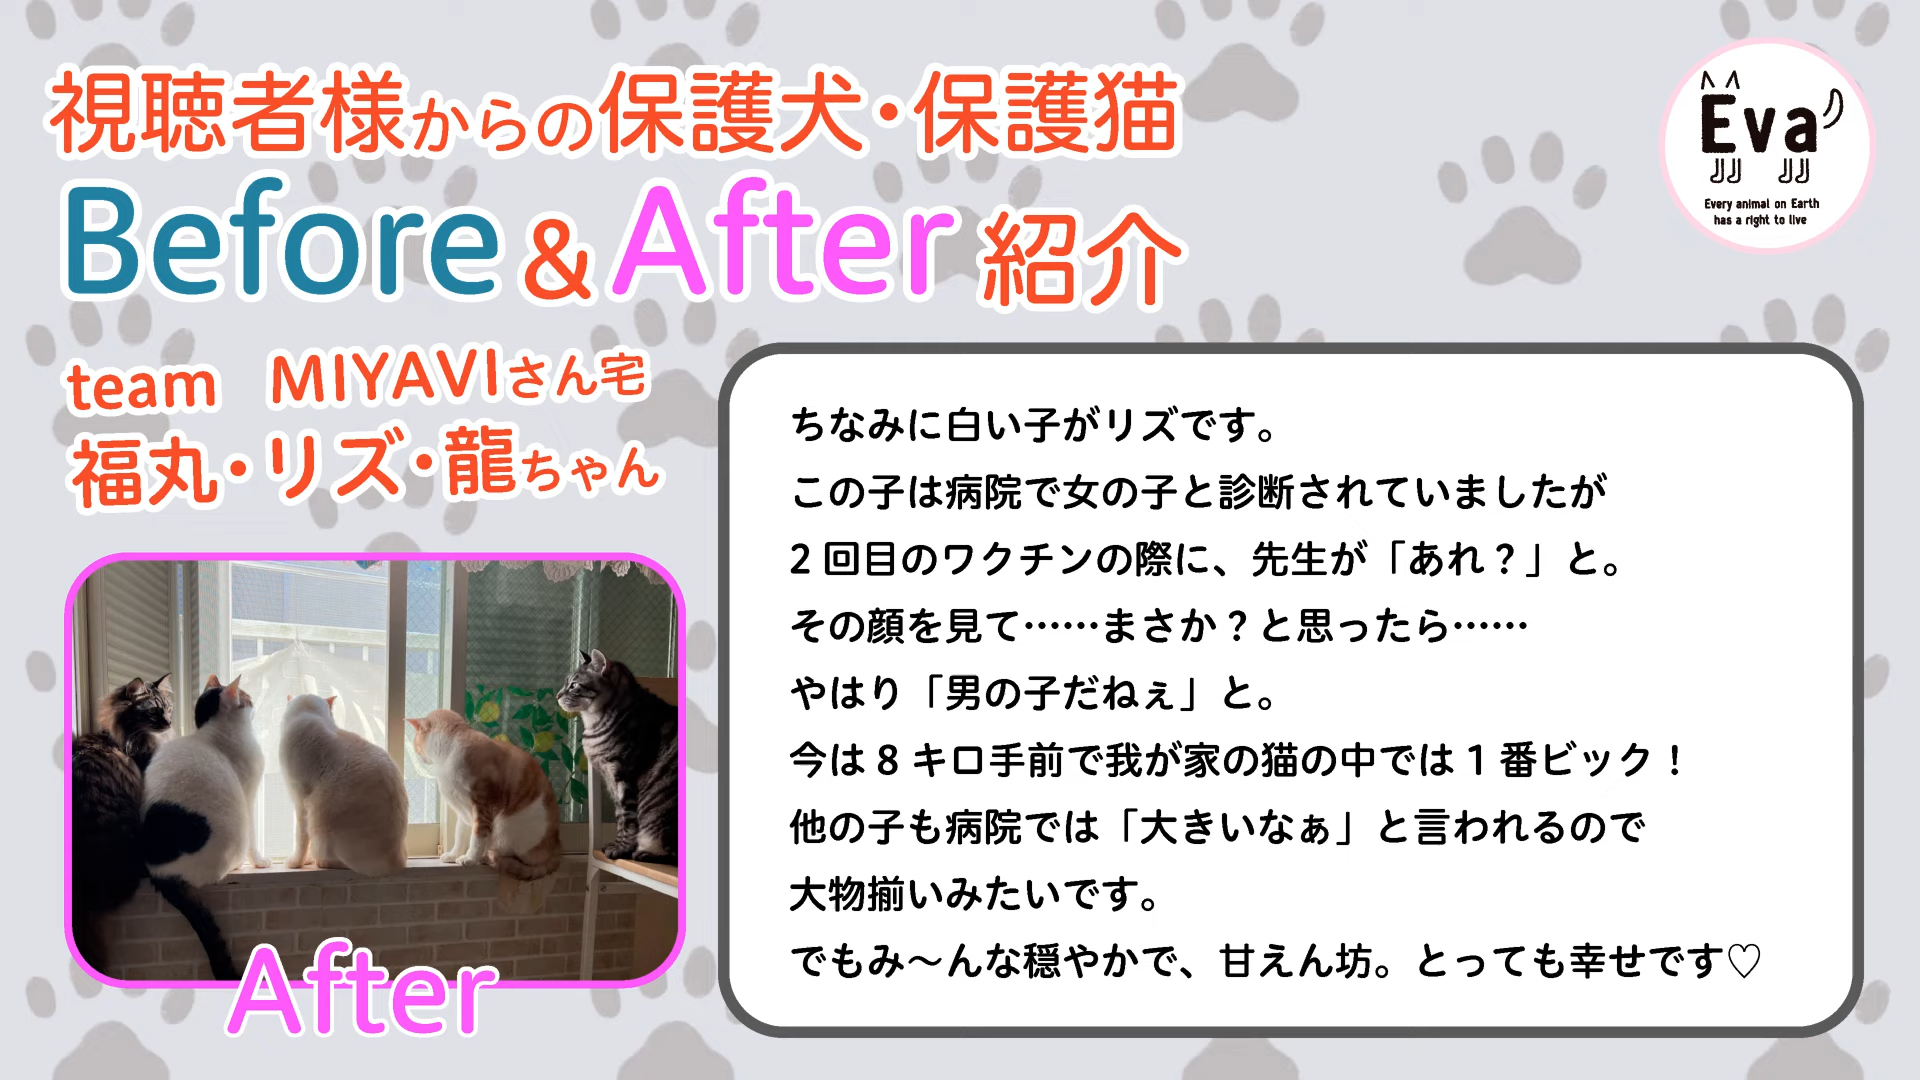 視聴者様からの保護犬・保護猫
Before & After 紹介
Eva
Every animal on Earth
has a right to live
team　MIYAVIさん宅
福丸・リズ・龍ちゃん
After
ちなみに白い子がリズです。
この子は病院で女の子と診断されていましたが
2 回目のワクチンの際に、先生が「あれ？」と。
その顔を見て……まさか？と思ったら……
やはり「男の子だねぇ」と。
今は 8 キロ手前で我が家の猫の中では 1 番ビック！
他の子も病院では「大きいなぁ」と言われるので
大物揃いみたいです。
でもみ〜んな穏やかで、甘えん坊。とっても幸せです♡